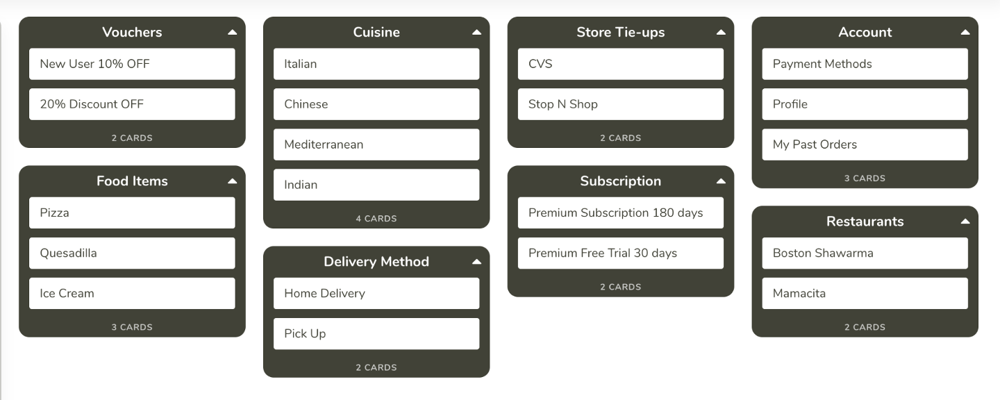 Vouchers
New User 10% OFF
20% Discount OFF
2 CARDS
Food Items
Pizza
Quesadilla
Ice Cream
3 CARDS
Cuisine
Italian
Chinese
Mediterranean
Indian
4 CARDS
Delivery Method
Home Delivery
Pick Up
2 CARDS
Store Tie-ups
CVS
Stop N Shop
2 CARDS
Subscription
Premium Subscription 180 days
Premium Free Trial 30 days
2 CARDS
Account
Payment Methods
Profile
My Past Orders
3 CARDS
Restaurants
Boston Shawarma
Mamacita
2 CARDS